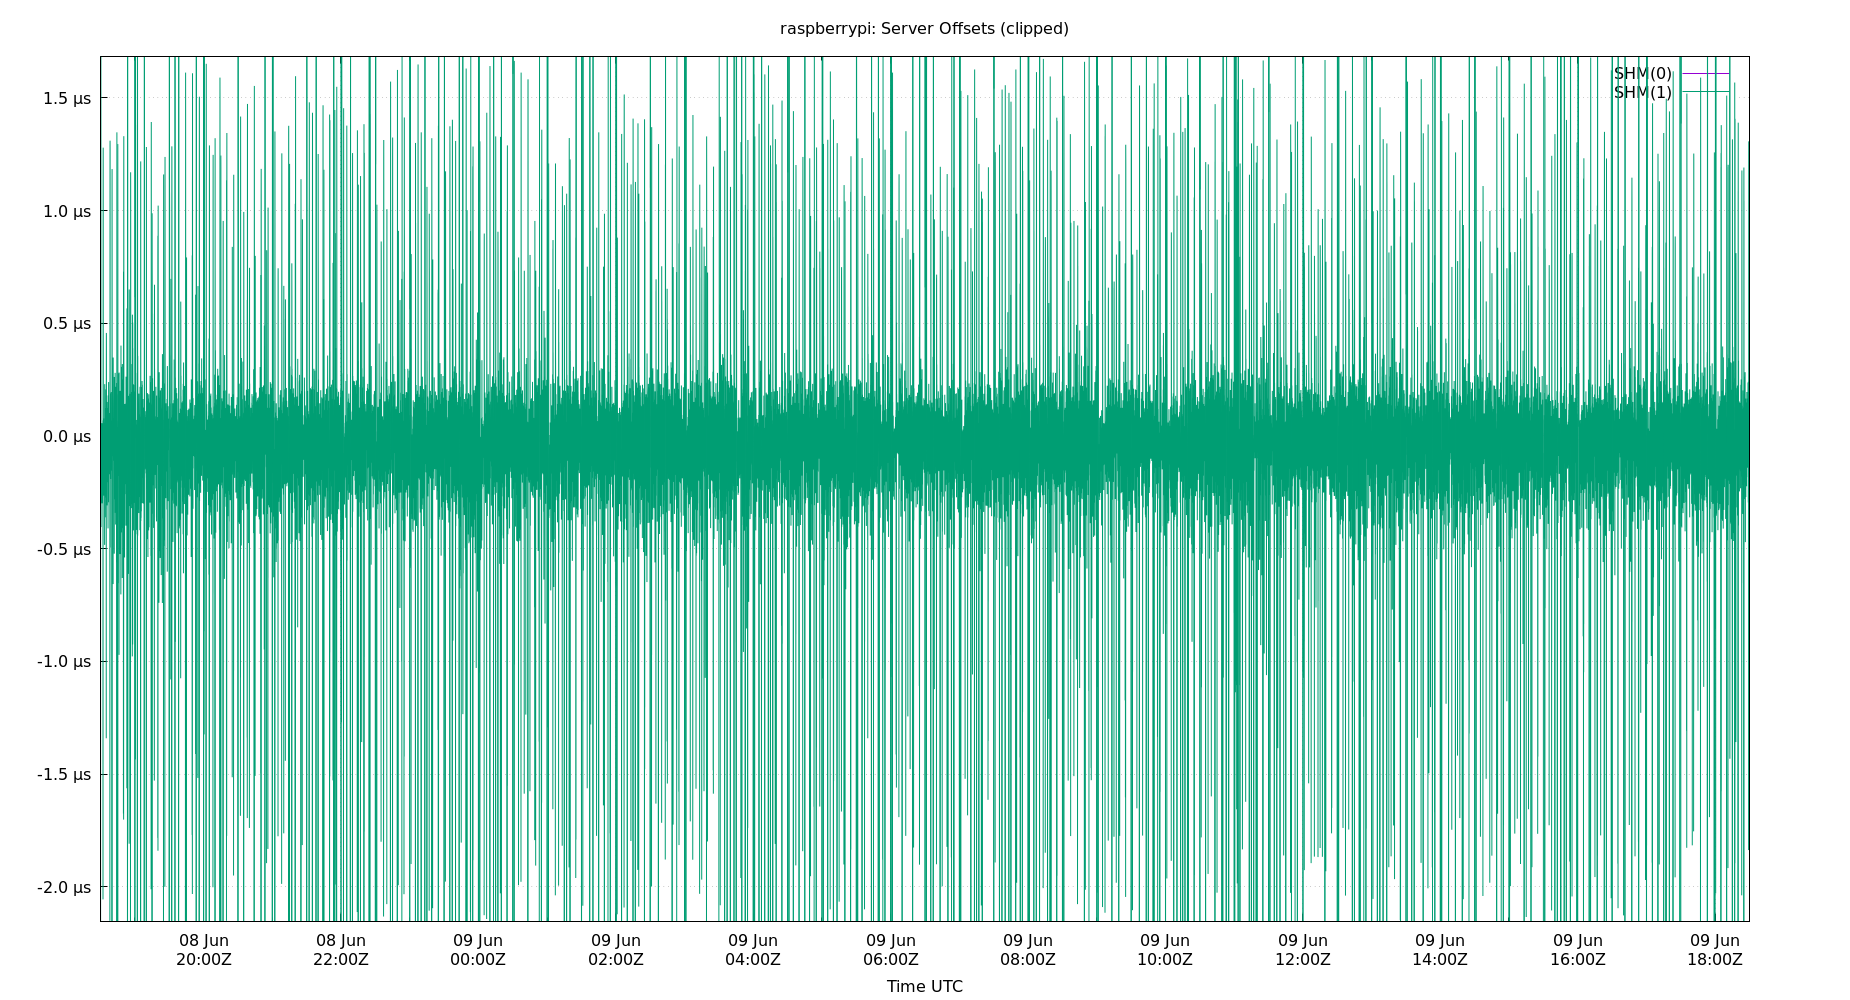 raspberrypi: Server Offsets (clipped)
SHM(0)
SHM(1)
1.5 µs
1.0 µs
0.5 µs
0.0 µs
-0.5 µs
-1.0 µs
-1.5 µs
-2.0 µs
08 Jun 08 Jun 09 Jun 09 Jun 09 Jun 09 Jun 09 Jun 09 Jun 09 Jun 09 Jun 09 Jun 09 Jun
20:00Z 22:00Z 00:00Z 02:00Z 04:00Z 06:00Z 08:00Z 10:00Z 12:00Z 14:00Z 16:00Z 18:00Z
Time UTC